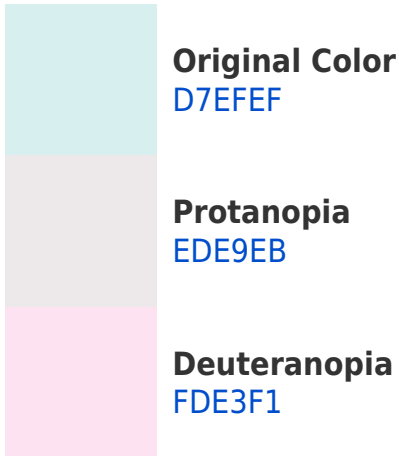 Original Color
D7EFEF
Protanopia
EDE9EB
Deuteranopia
FDE3F1